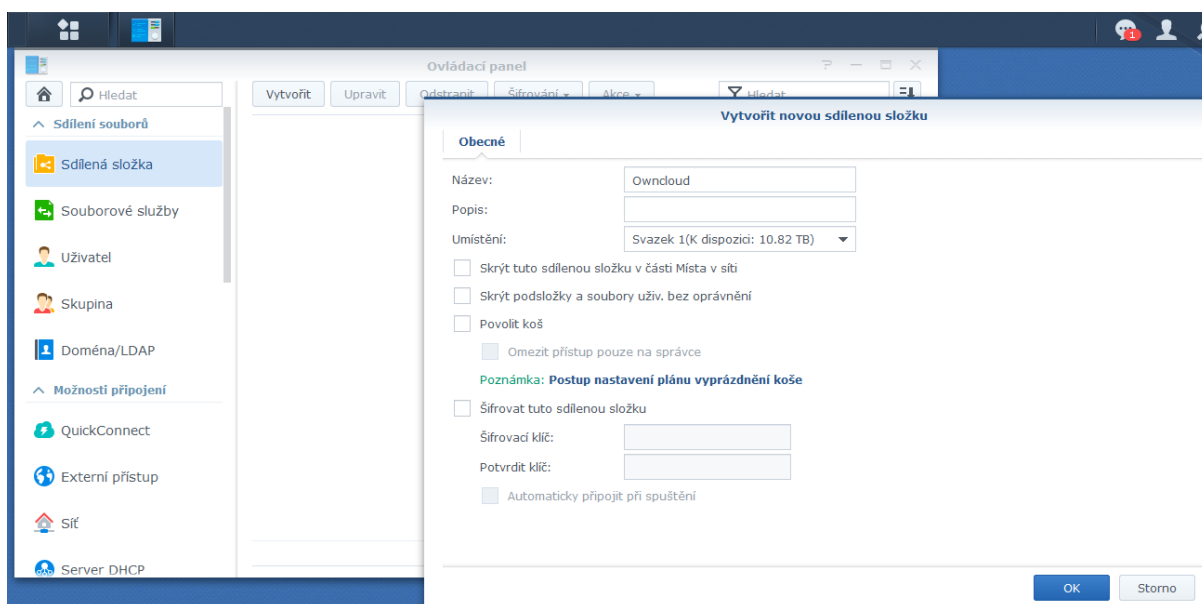 1
Ovládací panel
Hledat
Vytvořit Upravit Odstranit Šifrování Akce Hledat
Sdílení souborů
Sdílená složka
Souborové služby
Uživatel
Skupina
Doména/LDAP
Možnosti připojení
QuickConnect
Externí přístup
Síť
Server DHCP
Vytvořit novou sdílenou složku
Obecné
Název: Owncloud
Popis:
Umístění: Svazek 1(K dispozici: 10.82 TB)
Skrýt tuto sdílenou složku v části Místa v síti
Skrýt podsložky a soubory uživ. bez oprávnění
Povolit koš
Omezit přístup pouze na správce
Poznámka: Postup nastavení plánu vyprázdnění koše
Šifrovat tuto sdílenou složku
Šifrovací klíč:
Potvrdit klíč:
Automaticky připojit při spuštění
OK Storno